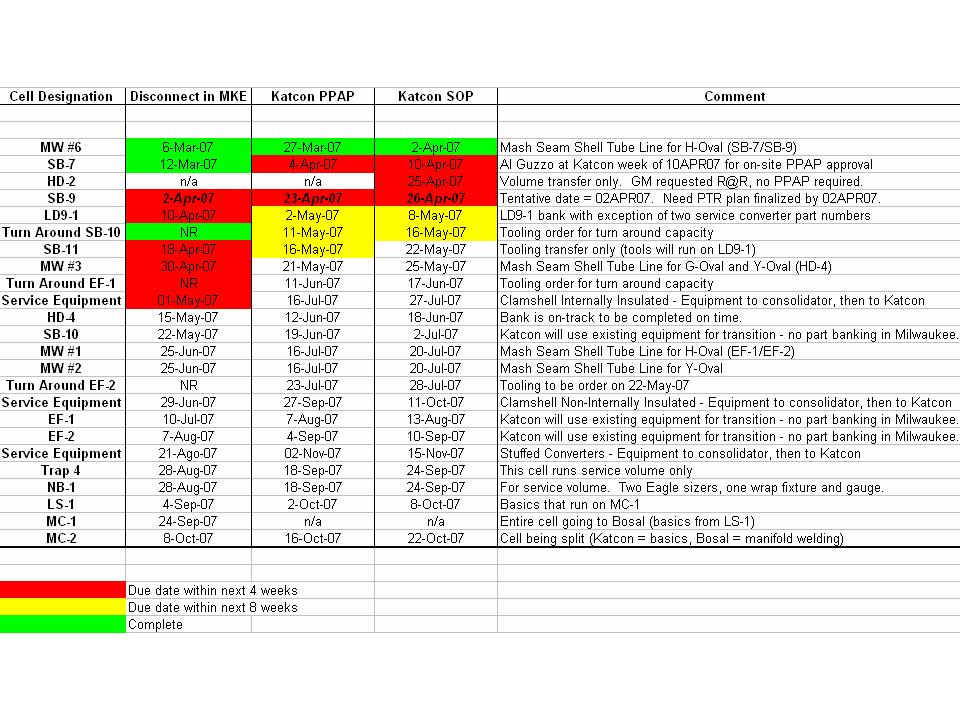 Cell Designation Disconnect in MKE Katcon PPAP Katcon SOP Comment
MW #6 6-Mar-07 27-Mar-07 2-Apr-07 Mash Seam Shell Tube Line for H-Oval (SB-7/SB-9)
SB-7 12-Mar-07 4-Apr-07 10-Apr-07 Al Guzzo at Katcon week of 10APR07 for on-site PPAP approval
HD-2 n/a n/a 25-Apr-07 Volume transfer only. GM requested R@R, no PPAP required.
SB-9 2-Apr-07 23-Apr-07 26-Apr-07 Tentative date = 02APR07. Need PTR plan finalized by 02APR07.
LD9-1 10-Apr-07 2-May-07 8-May-07 LD9-1 bank with exception of two service converter part numbers
Turn Around SB-10 NR 11-May-07 16-May-07 Tooling order for turn around capacity
SB-11 18-Apr-07 16-May-07 22-May-07 Tooling transfer only (tools will run on LD9-1)
MW #3 30-Apr-07 21-May-07 25-May-07 Mash Seam Shell Tube Line for G-Oval and Y-Oval (HD-4)
Turn Around EF-1 NR 11-Jun-07 17-Jun-07 Tooling order for turn around capacity
Service Equipment 01-May-07 16-Jul-07 27-Jul-07 Clamshell Internally Insulated - Equipment to consolidator, then to Katcon
HD-4 15-May-07 12-Jun-07 18-Jun-07 Bank is on-track to be completed on time.
SB-10 22-May-07 19-Jun-07 2-Jul-07 Katcon will use existing equipment for transition - no part banking in Milwaukee.
MW #1 25-Jun-07 16-Jul-07 20-Jul-07 Mash Seam Shell Tube Line for H-Oval (EF-1/EF-2)
MW #2 25-Jun-07 16-Jul-07 20-Jul-07 Mash Seam Shell Tube Line for Y-Oval
Turn Around EF-2 NR 23-Jul-07 28-Jul-07 Tooling to be order on 22-May-07
Service Equipment 29-Jun-07 27-Sep-07 11-Oct-07 Clamshell Non-Internally Insulated - Equipment to consolidator, then to Katcon
EF-1 10-Jul-07 7-Aug-07 13-Aug-07 Katcon will use existing equipment for transition - no part banking in Milwaukee.
EF-2 7-Aug-07 4-Sep-07 10-Sep-07 Katcon will use existing equipment for transition - no part banking in Milwaukee.
Service Equipment 21-Ago-07 02-Nov-07 15-Nov-07 Stuffed Converters - Equipment to consolidator, then to Katcon
Trap 4 28-Aug-07 18-Sep-07 24-Sep-07 This cell runs service volume only
NB-1 28-Aug-07 18-Sep-07 24-Sep-07 For service volume. Two Eagle sizers, one wrap fixture and gauge.
LS-1 4-Sep-07 2-Oct-07 8-Oct-07 Basics that run on MC-1
MC-1 24-Sep-07 n/a n/a Entire cell going to Bosal (basics from LS-1)
MC-2 8-Oct-07 16-Oct-07 22-Oct-07 Cell being split (Katcon = basics, Bosal = manifold welding)
Due date within next 4 weeks
Due date within next 8 weeks
Complete